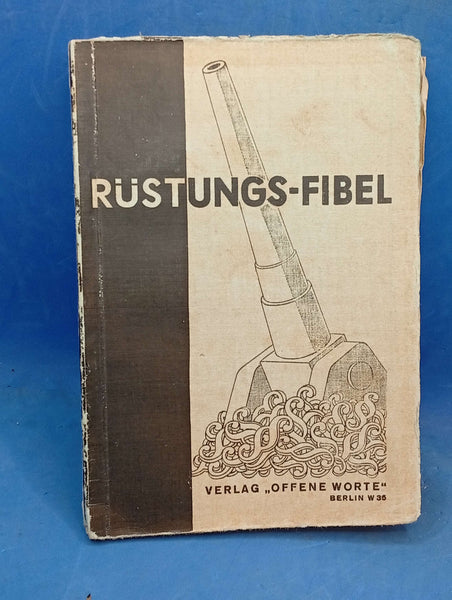 RÜSTUNGS-FIBEL
VERLAG „OFFENE WORTE“
BERLIN W 35